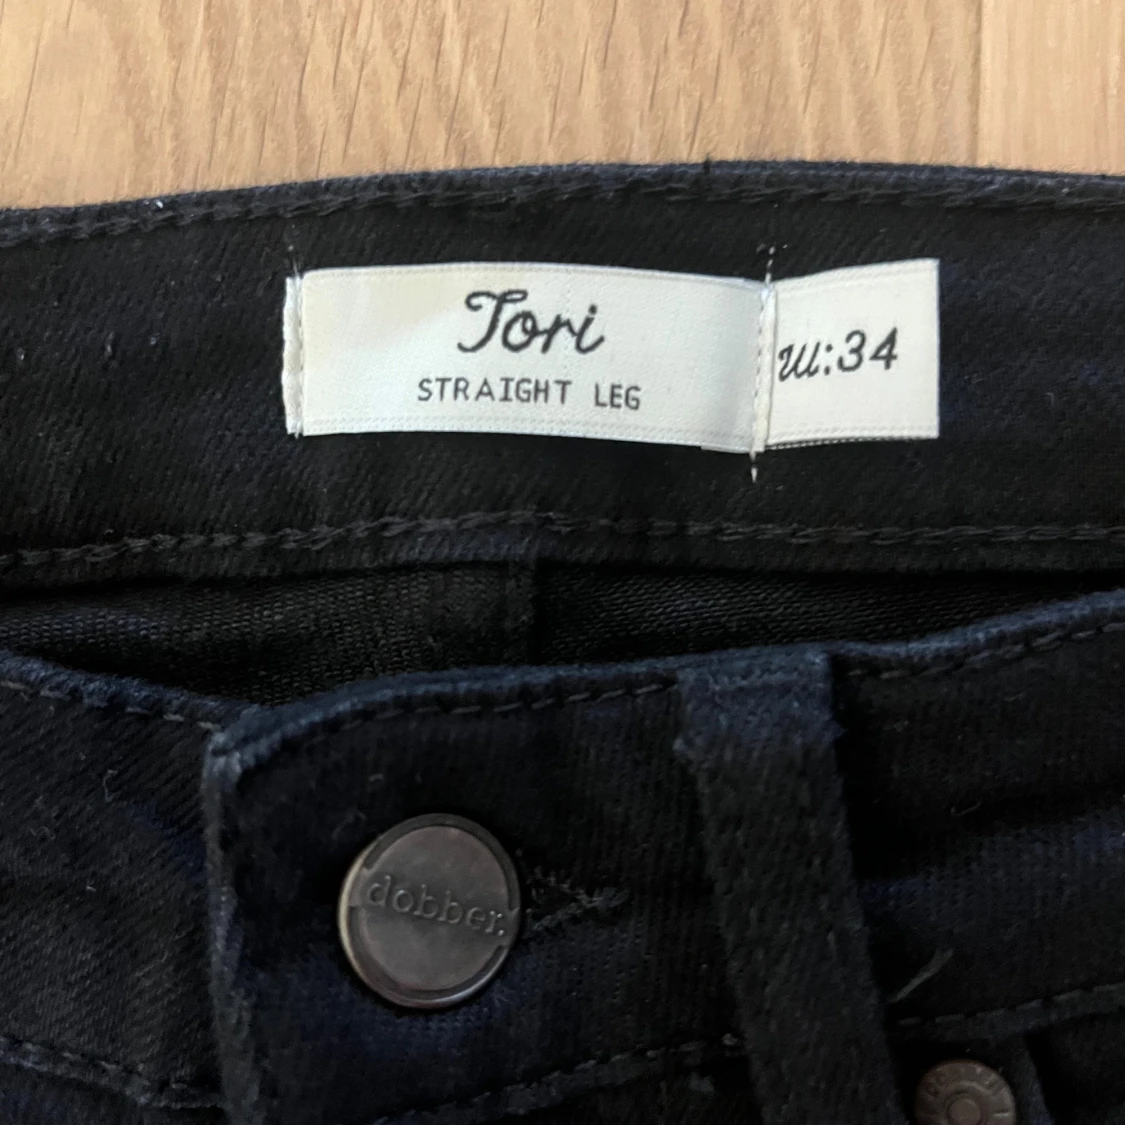 Tori
STRAIGHT LEG
W:34
dobber.